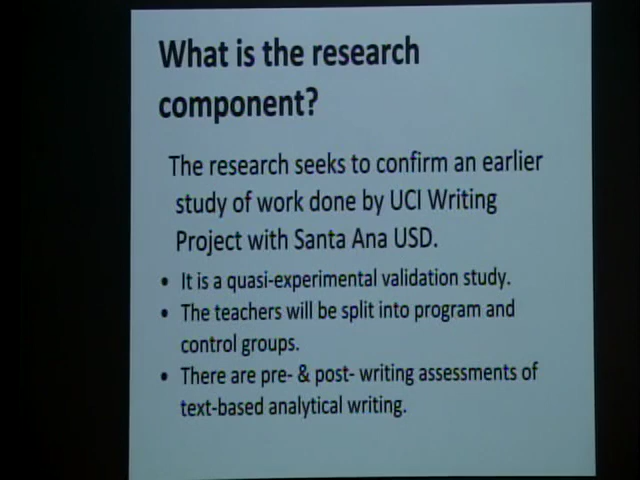 What is the research
component?
The research seeks to confirm an earlier
study of work done by UCI Writing
Project with Santa Ana USD.
• It is a quasi-experimental validation study.
• The teachers will be split into program and
control groups.
• There are pre- & post- writing assessments of
text-based analytical writing.